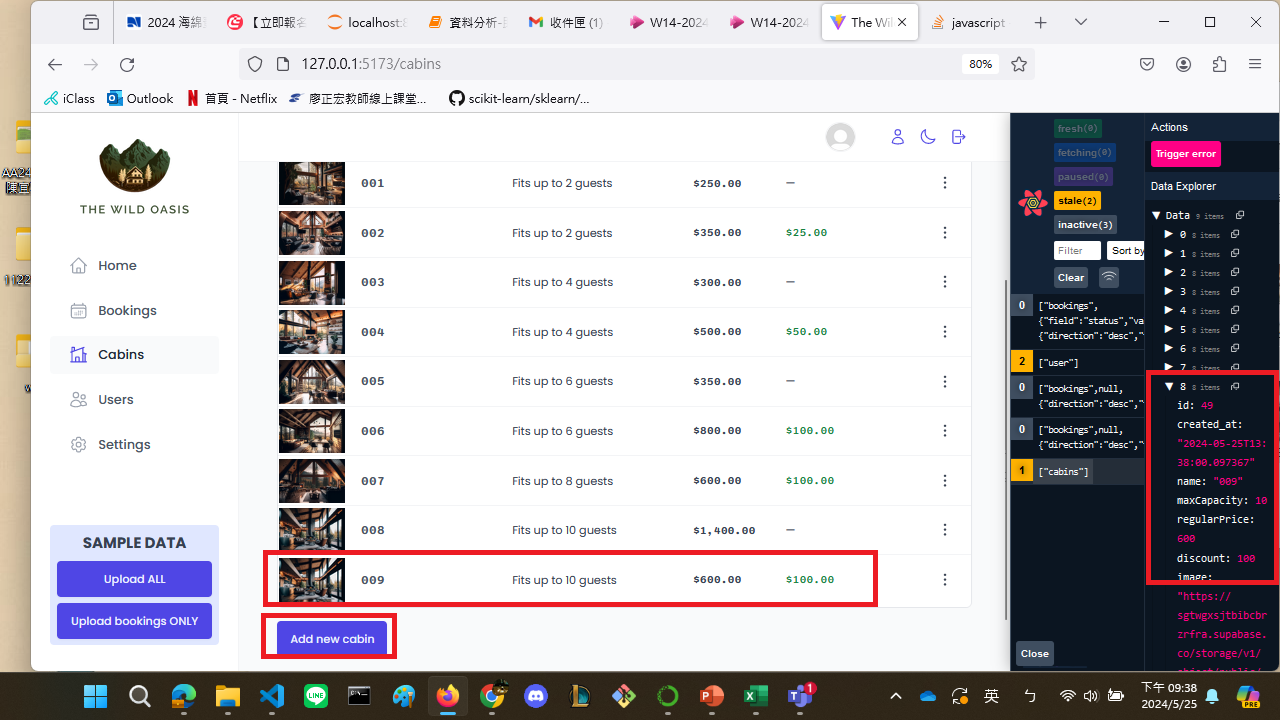 2024 海綿
【立即報名
localhost:8
資料分析-
收件匣 (1)
W14-2024
W14-2024
The Wil
javascript
127.0.0.1:5173/cabins
80%
iClass
Outlook
首頁 - Netflix
廖正宏教師線上課堂...
scikit-learn/sklearn/...
THE WILD OASIS
Home
Bookings
Cabins
Users
Settings
SAMPLE DATA
Upload ALL
Upload bookings ONLY
001 Fits up to 2 guests $250.00 —
002 Fits up to 2 guests $350.00 $25.00
003 Fits up to 4 guests $300.00 —
004 Fits up to 4 guests $500.00 $50.00
005 Fits up to 6 guests $350.00 —
006 Fits up to 6 guests $800.00 $100.00
007 Fits up to 8 guests $600.00 $100.00
008 Fits up to 10 guests $1,400.00 —
009 Fits up to 10 guests $600.00 $100.00
Add new cabin
fresh(0)
fetching(0)
paused(0)
stale(2)
inactive(3)
Filter
Sort by
Clear
0 ["bookings",
{"field":"status","va
{"direction":"desc","
2 ["user"]
0 ["bookings",null,
{"direction":"desc","
0 ["bookings",null,
{"direction":"desc","
1 ["cabins"]
Close
Actions
Trigger error
Data Explorer
Data 9 items
0 8 items
1 8 items
2 8 items
3 8 items
4 8 items
5 8 items
6 8 items
7 8 items
8 8 items
id: 49
created_at:
"2024-05-25T13:
38:00.097367"
name: "009"
maxCapacity: 10
regularPrice:
600
discount: 100
image:
"https://
sgtwgxsjtbibcbr
zrfra.supabase.
co/storage/v1/
object/public/
AA24
1122
英
下午 09:38
2024/5/25
1
PRE